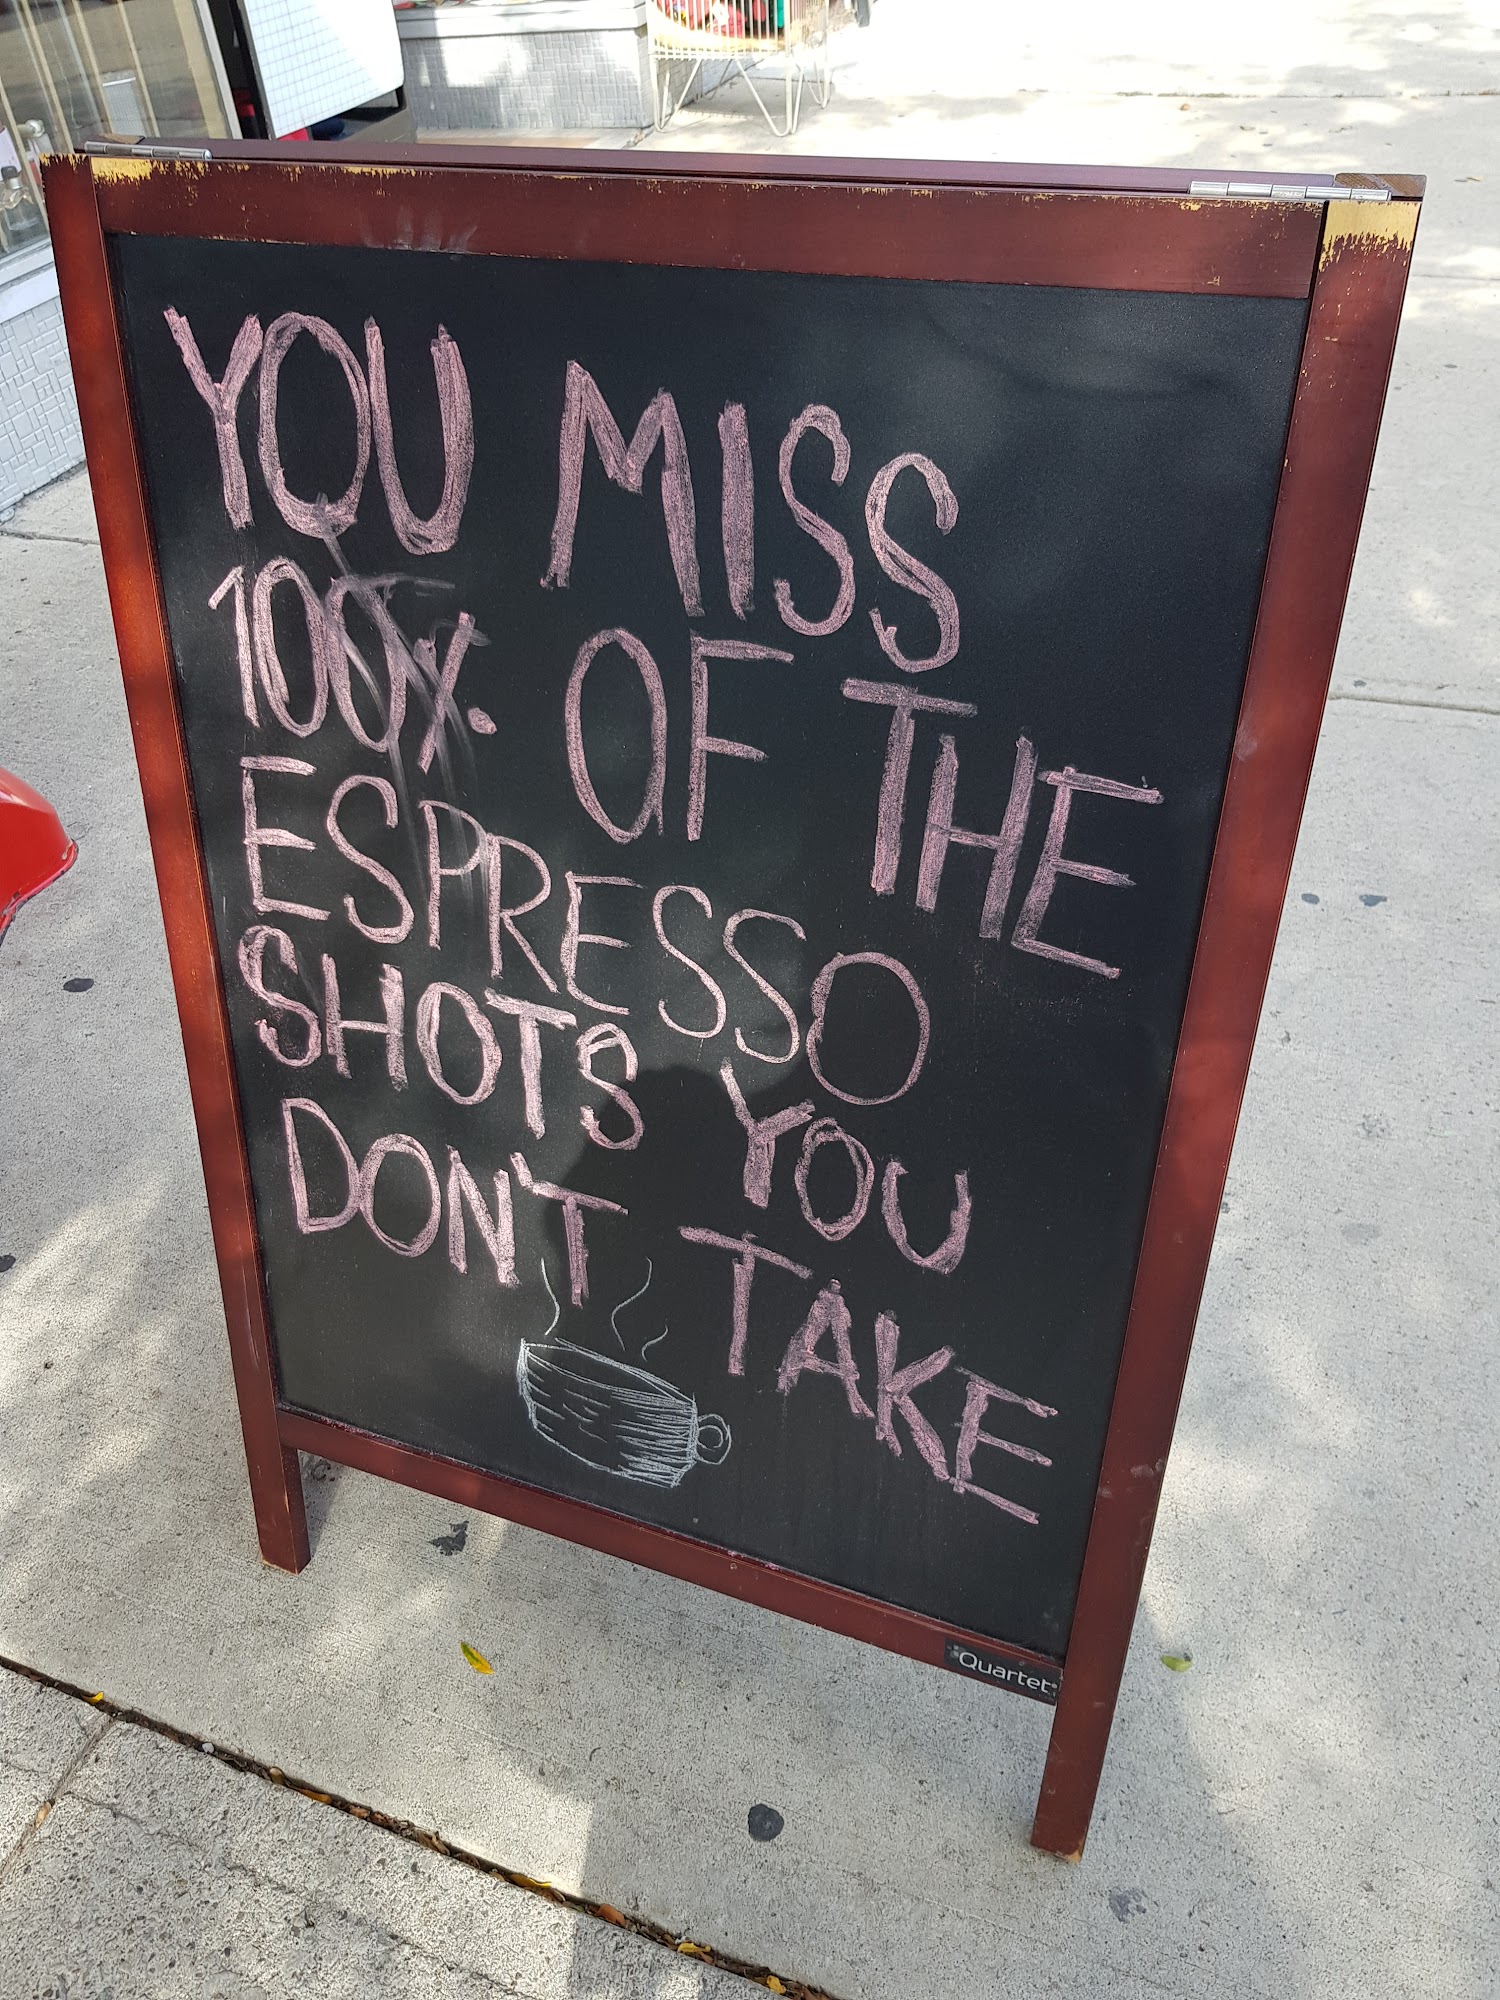 YOU MISS
100% OF THE
ESPRESSO
SHOTS YOU
DON'T TAKE
Quartet